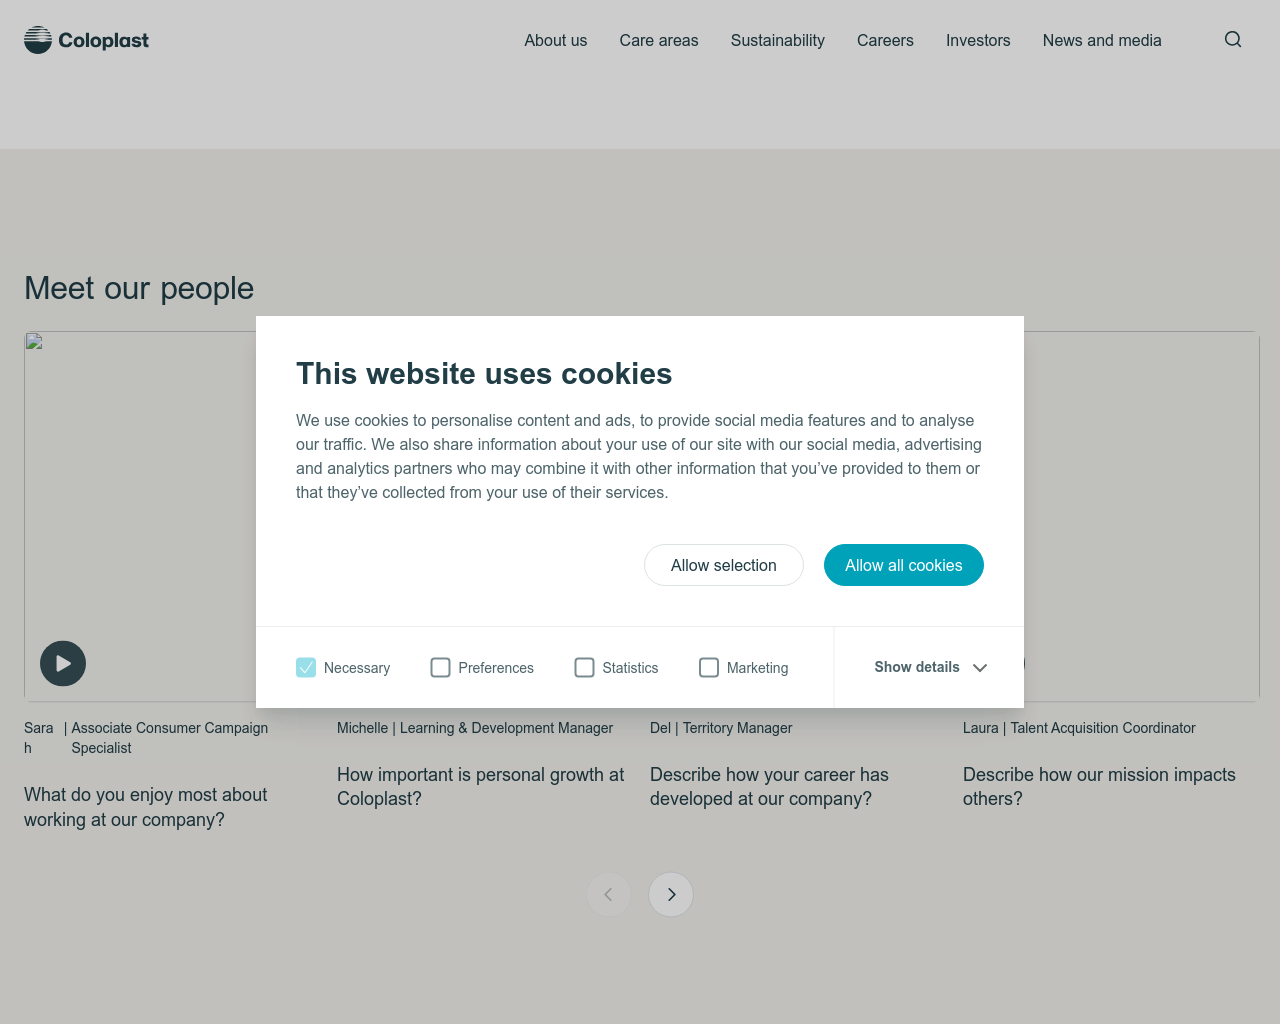 Coloplast
About us
Care areas
Sustainability
Careers
Investors
News and media
Meet our people
This website uses cookies
We use cookies to personalise content and ads, to provide social media features and to analyse
our traffic. We also share information about your use of our site with our social media, advertising
and analytics partners who may combine it with other information that you’ve provided to them or
that they’ve collected from your use of their services.
Allow selection
Allow all cookies
Necessary
Preferences
Statistics
Marketing
Show details
Sara
h
| Associate Consumer Campaign
Specialist
What do you enjoy most about
working at our company?
Michelle | Learning & Development Manager
How important is personal growth at
Coloplast?
Del | Territory Manager
Describe how your career has
developed at our company?
Laura | Talent Acquisition Coordinator
Describe how our mission impacts
others?